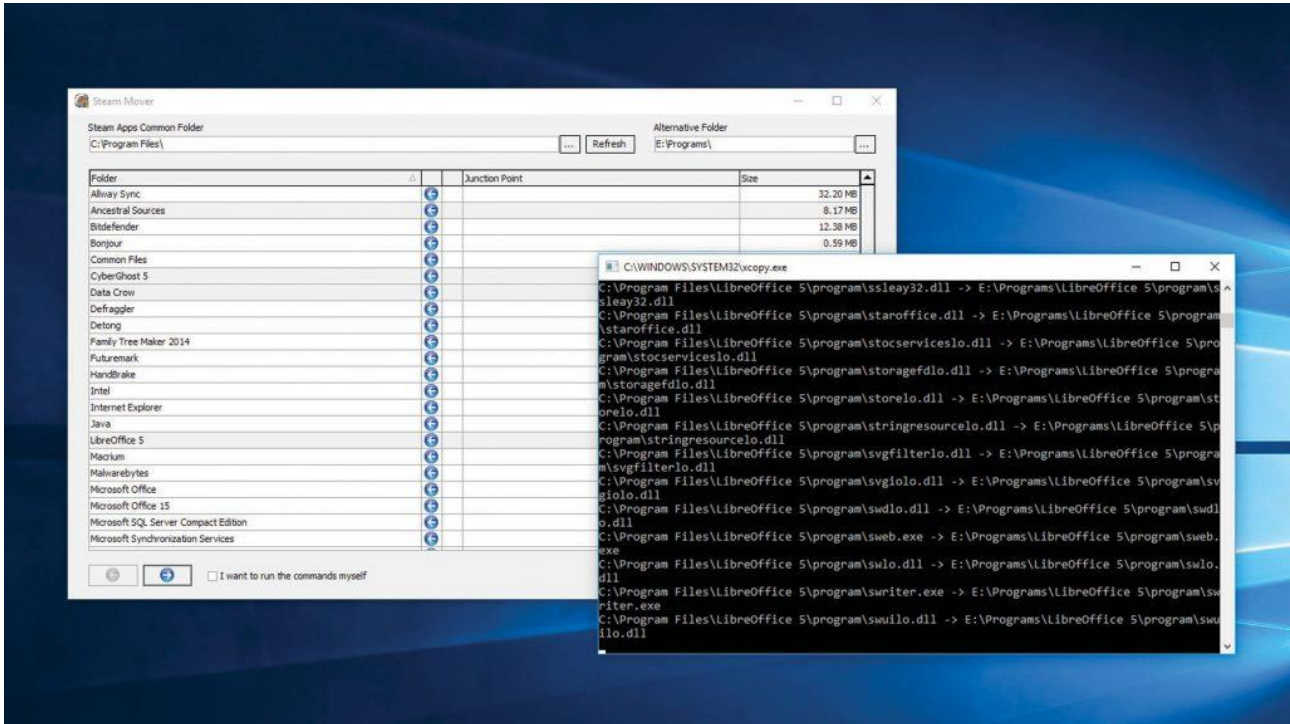 Steam Mover
Steam Apps Common Folder
Alternative Folder
C:\Program Files\
...
Refresh
E:\Programs\
...
Folder Junction Point Size
Allway Sync 32.20 MB
Ancestral Sources 8.17 MB
Bitdefender 12.38 MB
Bonjour 0.59 MB
Common Files
CyberGhost 5
Data Crow
Defraggler
Detong
Family Tree Maker 2014
Futuremark
HandBrake
Intel
Internet Explorer
Java
LibreOffice 5
Macrium
Malwarebytes
Microsoft Office
Microsoft Office 15
Microsoft SQL Server Compact Edition
Microsoft Synchronization Services
I want to run the commands myself
C:\WINDOWS\SYSTEM32\xcopy.exe
C:\Program Files\LibreOffice 5\program\ssleay32.dll -> E:\Programs\LibreOffice 5\program\s
sleay32.dll
C:\Program Files\LibreOffice 5\program\staroffice.dll -> E:\Programs\LibreOffice 5\program
\staroffice.dll
C:\Program Files\LibreOffice 5\program\stocserviceslo.dll -> E:\Programs\LibreOffice 5\pro
gram\stocserviceslo.dll
C:\Program Files\LibreOffice 5\program\storagefdlo.dll -> E:\Programs\LibreOffice 5\progra
m\storagefdlo.dll
C:\Program Files\LibreOffice 5\program\storelo.dll -> E:\Programs\LibreOffice 5\program\st
orelo.dll
C:\Program Files\LibreOffice 5\program\stringresourcelo.dll -> E:\Programs\LibreOffice 5\p
rogram\stringresourcelo.dll
C:\Program Files\LibreOffice 5\program\svgfilterlo.dll -> E:\Programs\LibreOffice 5\progra
m\svgfilterlo.dll
C:\Program Files\LibreOffice 5\program\svgiolo.dll -> E:\Programs\LibreOffice 5\program\sv
giolo.dll
C:\Program Files\LibreOffice 5\program\swdlo.dll -> E:\Programs\LibreOffice 5\program\swdl
o.dll
C:\Program Files\LibreOffice 5\program\sweb.exe -> E:\Programs\LibreOffice 5\program\sweb.
exe
C:\Program Files\LibreOffice 5\program\swlo.dll -> E:\Programs\LibreOffice 5\program\swlo.
dll
C:\Program Files\LibreOffice 5\program\swriter.exe -> E:\Programs\LibreOffice 5\program\sw
riter.exe
C:\Program Files\LibreOffice 5\program\swuilo.dll -> E:\Programs\LibreOffice 5\program\swu
ilo.dll